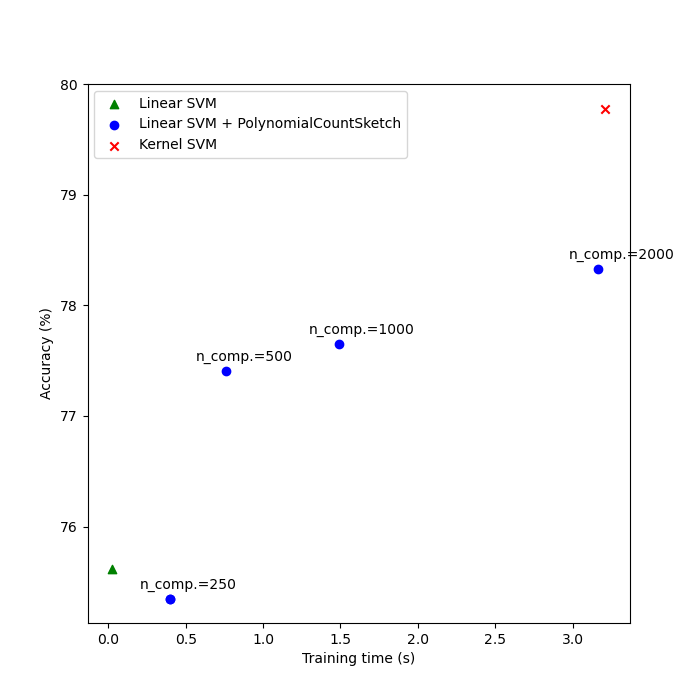 80
Linear SVM
Linear SVM + PolynomialCountSketch
Kernel SVM
79
n_comp.=2000
78
n_comp.=1000
n_comp.=500
77
76
n_comp.=250
Accuracy (%)
0.0 0.5 1.0 1.5 2.0 2.5 3.0
Training time (s)